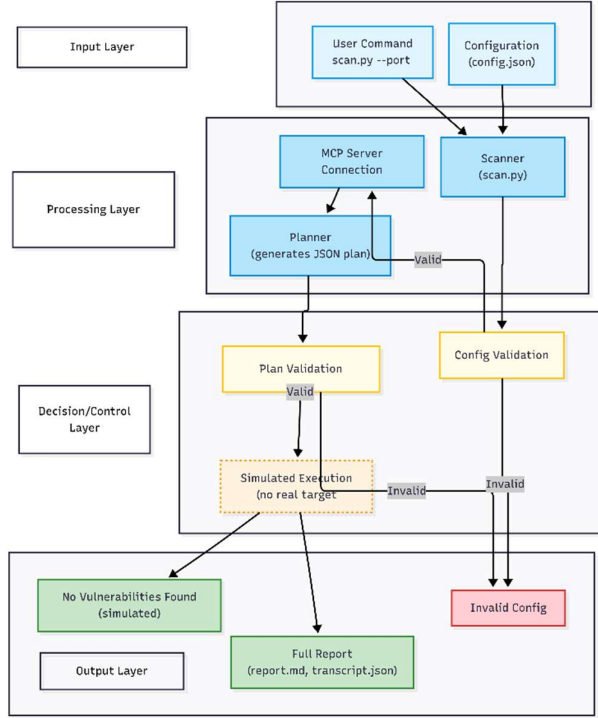 Input Layer
User Command
scan.py --port
Configuration
(config.json)
Processing Layer
MCP Server
Connection
Scanner
(scan.py)
Planner
(generates JSON plan)
Valid
Decision/Control
Layer
Plan Validation
Valid
Config Validation
Simulated Execution
(no real target
Invalid
Invalid
No Vulnerabilities Found
(simulated)
Invalid Config
Full Report
(report.md, transcript.json)
Output Layer